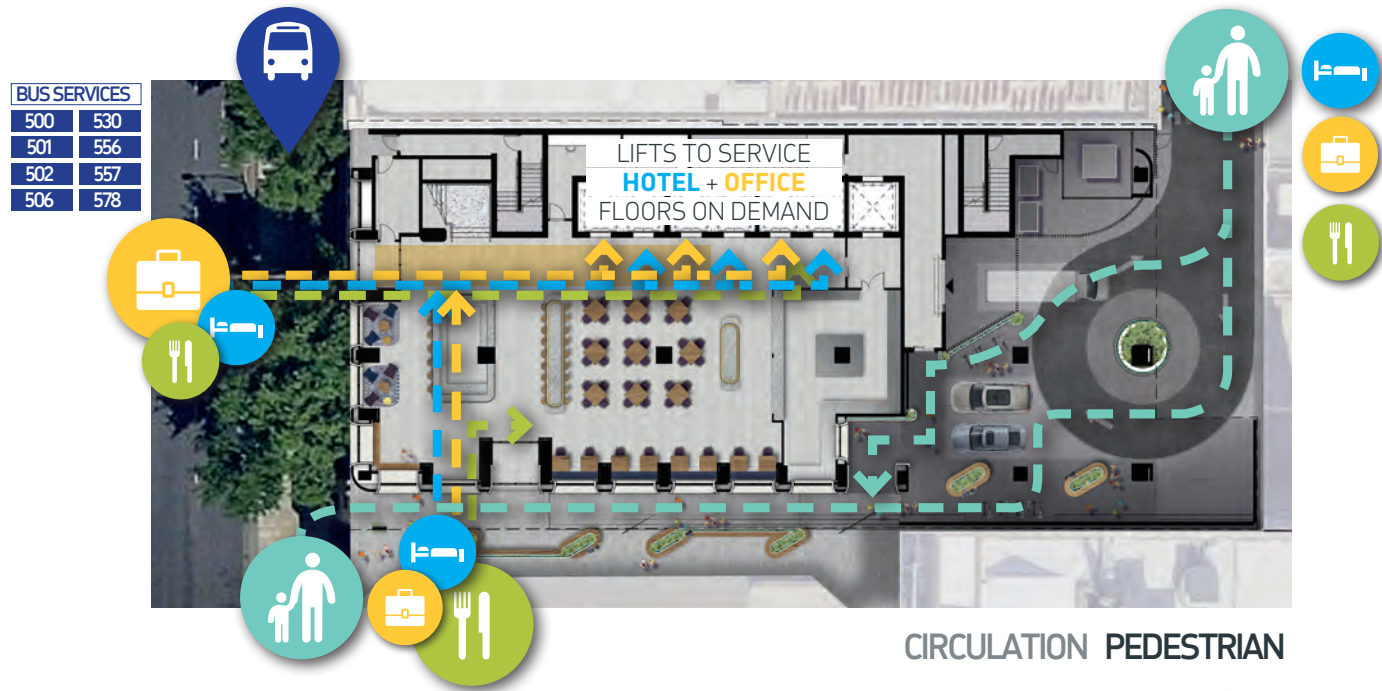 BUS SERVICES
500 530
501 556
502 557
506 578
LIFTS TO SERVICE
HOTEL + OFFICE
FLOORS ON DEMAND
CIRCULATION PEDESTRIAN